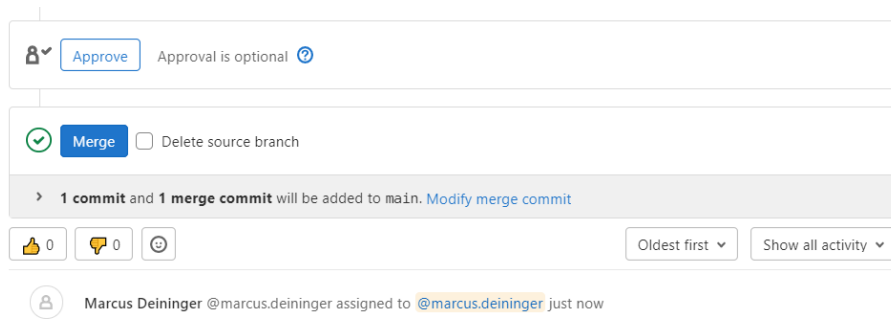 Approve Approval is optional
Merge Delete source branch
1 commit and 1 merge commit will be added to main. Modify merge commit
0 0 Oldest first Show all activity
Marcus Deininger @marcus.deininger assigned to @marcus.deininger just now